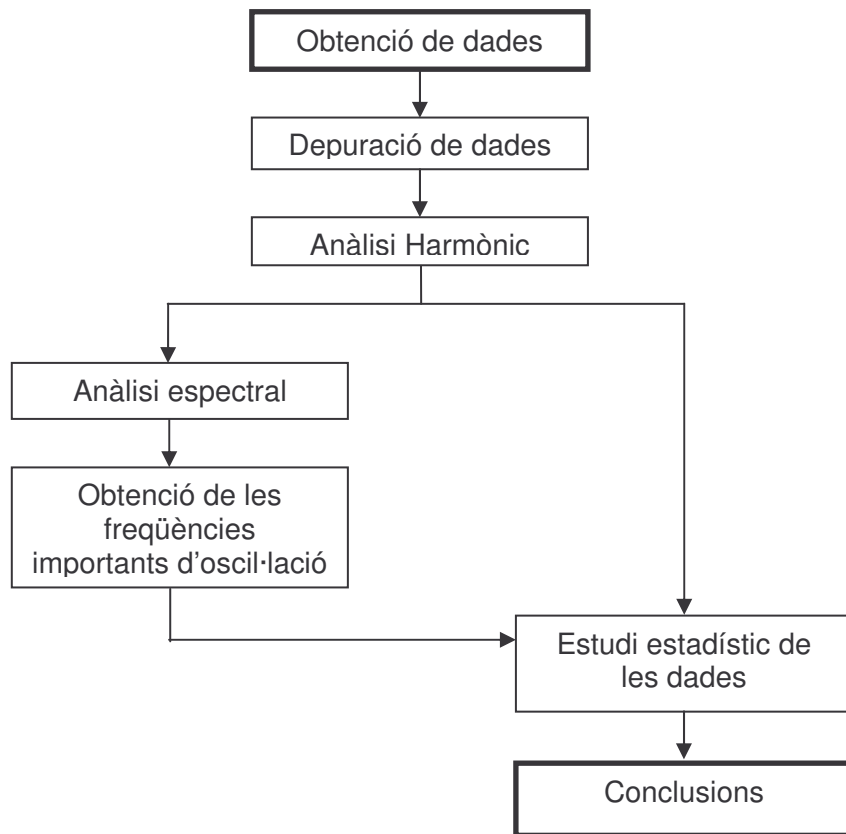 Obtenció de dades
Depuració de dades
Anàlisi Harmònic
Anàlisi espectral
Obtenció de les
freqüències
importants d'oscil·lació
Estudi estadístic de
les dades
Conclusions